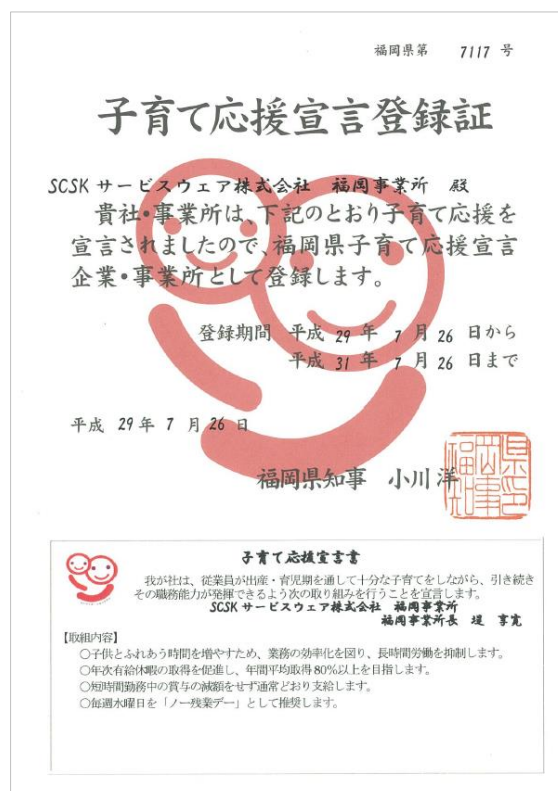 福岡県第 7117 号
子育て応援宣言登録証
SCSK サービスウェア株式会社 福岡事業所 殿
貴社・事業所は、下記のとおり子育て応援を
宣言されましたので、福岡県子育て応援宣言
企業・事業所として登録します。
登録期間 平成 29 年 7 月 26 日から
平成 31 年 7 月 26 日まで
平成 29 年 7 月 26 日
福岡県知事 小川 洋
子育て応援宣言書
我が社は、従業員が出産・育児期を通して十分な子育てをしながら、引き続き
その職務能力が発揮できるよう次の取り組みを行うことを宣言します。
SCSK サービスウェア株式会社 福岡事業所
福岡事業所長 堤 享寛
【取組内容】
○子供とふれあう時間を増やすため、業務の効率化を図り、長時間労働を抑制します。
○年次有給休暇の取得を促進し、年間平均取得80%以上を目指します。
○短時間勤務中の賞与の減額をせず通常どおり支給します。
○毎週水曜日を「ノー残業デー」として推奨します。